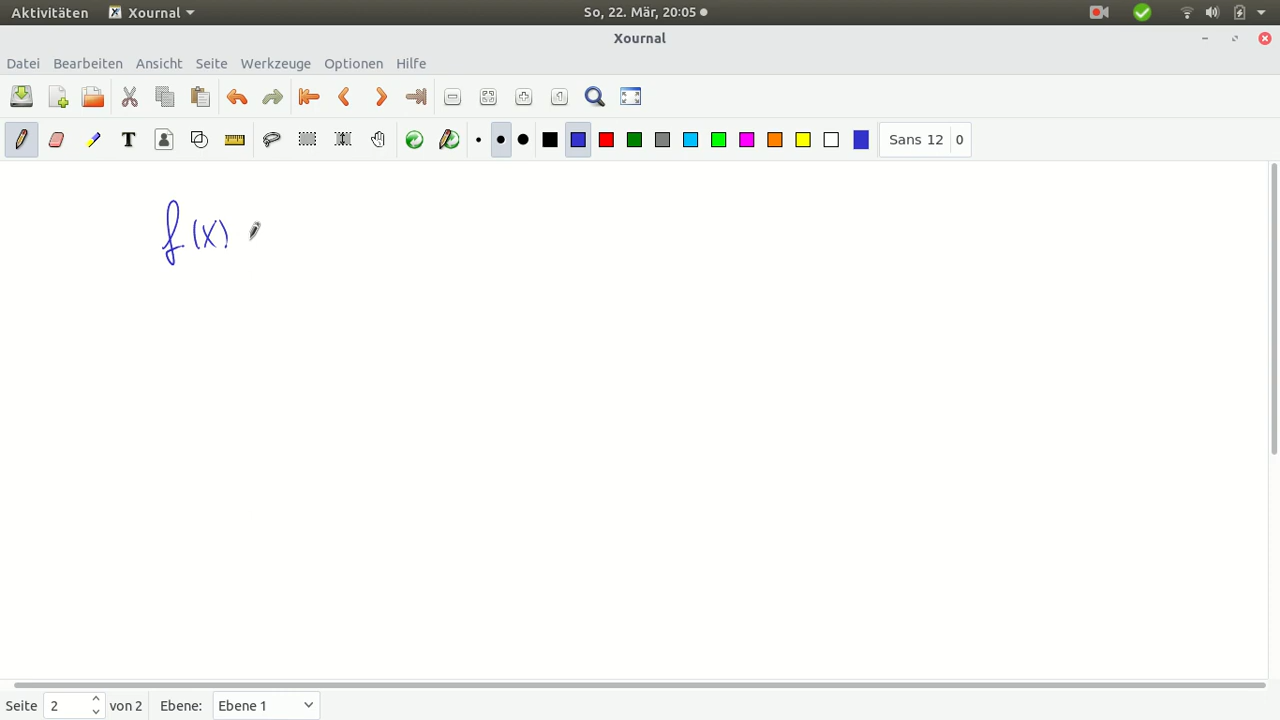 Aktivitäten Xournal So, 22. Mär, 20:05
Xournal
Datei Bearbeiten Ansicht Seite Werkzeuge Optionen Hilfe
T Sans 12 0
f(x)
Seite 2 von 2 Ebene: Ebene 1